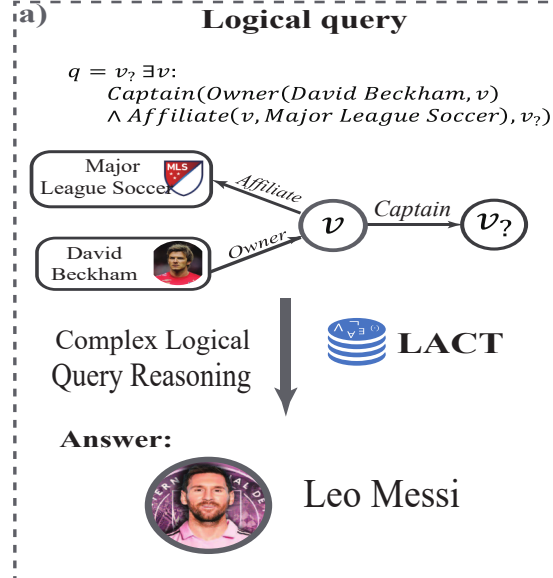 a)
Logical query
q = v? ∃v:
Captain(Owner(David Beckham, v)
∧ Affiliate(v, Major League Soccer), v?)
Major
League Soccer
MLS
Affiliate
David
Beckham
Owner
v
Captain
v?
Complex Logical
Query Reasoning
LACT
Answer:
Leo Messi